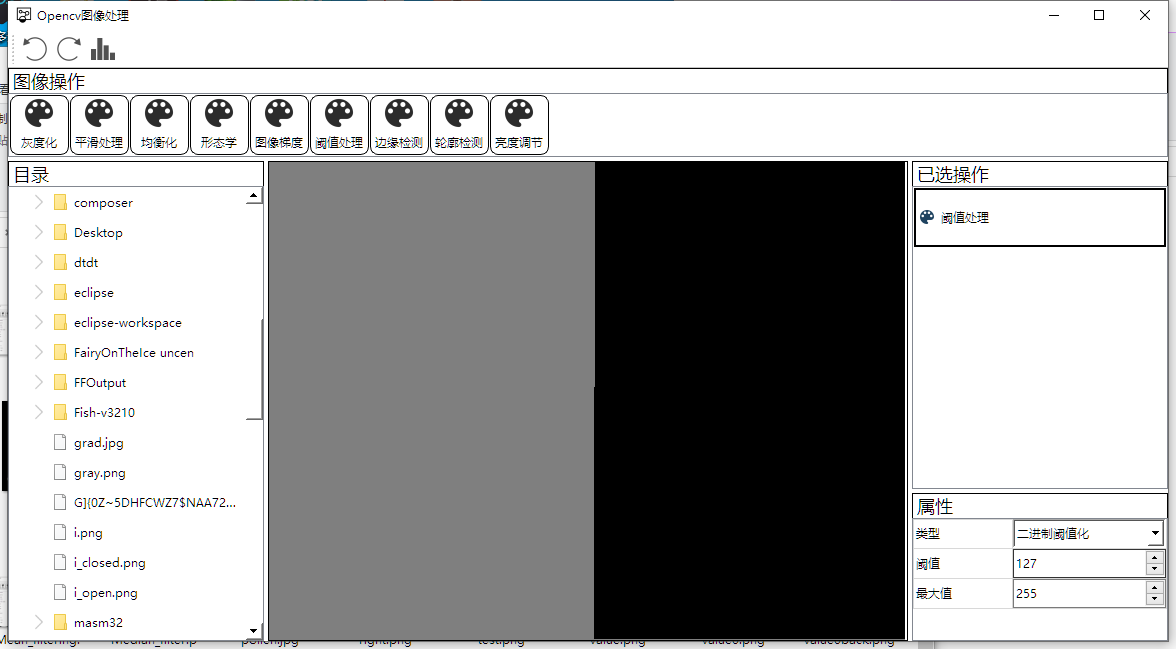 Opencv图像处理
图像操作
灰度化 平滑处理 均衡化 形态学 图像梯度 阈值处理 边缘检测 轮廓检测 亮度调节
目录
composer
Desktop
dtdt
eclipse
eclipse-workspace
FairyOnTheIce uncen
FFOutput
Fish-v3210
grad.jpg
gray.png
G]{0Z~5DHFCWZ7$NAA72...
i.png
i_closed.png
i_open.png
masm32
已选操作
阈值处理
属性
类型 二进制阈值化
阈值 127
最大值 255